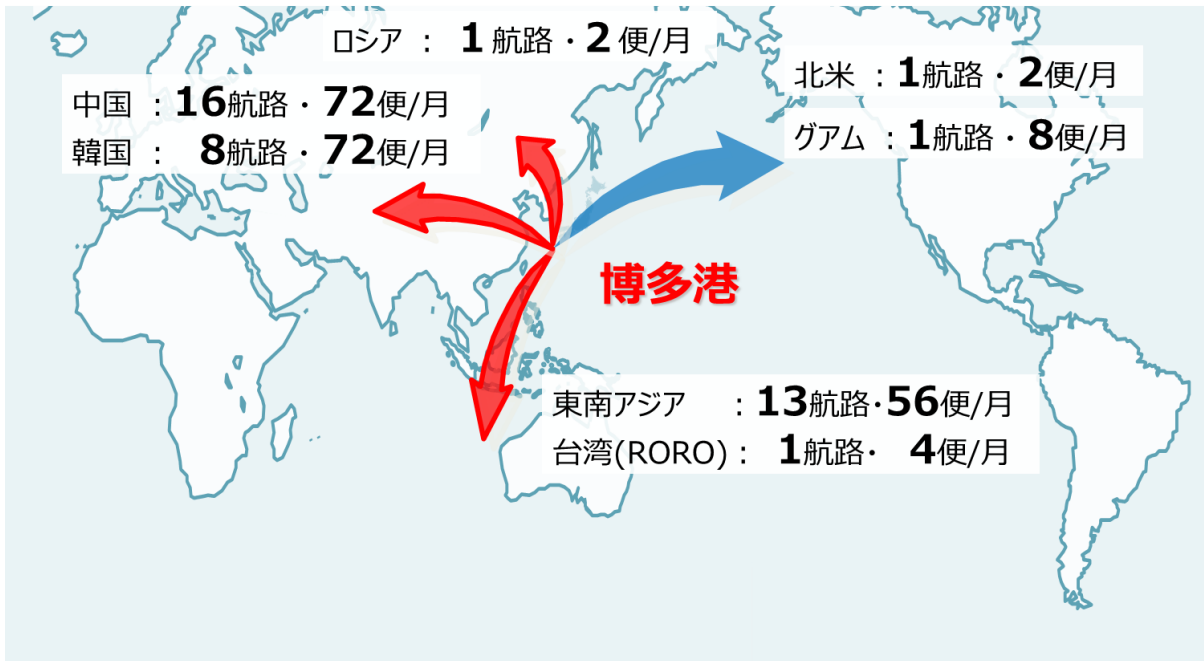 ロシア : 1 航路・2 便/月
中国 : 16航路・72便/月
韓国 : 8航路・72便/月
北米 : 1航路・2便/月
グアム : 1航路・8便/月
博多港
東南アジア : 13航路・56便/月
台湾(RORO) : 1航路・ 4便/月